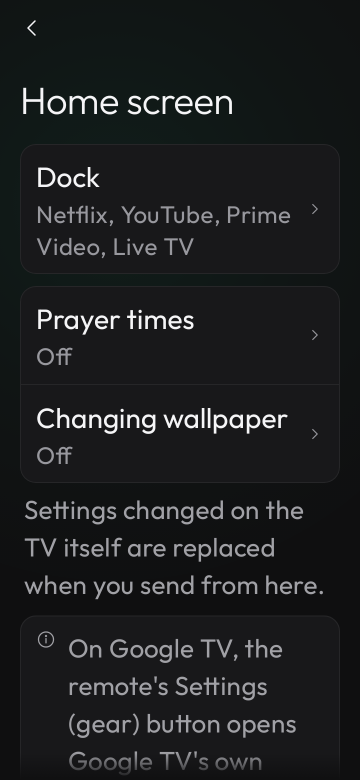 Home screen
Dock
Netflix, YouTube, Prime
Video, Live TV
Prayer times
Off
Changing wallpaper
Off
Settings changed on the
TV itself are replaced
when you send from here.
On Google TV, the
remote's Settings
(gear) button opens
Google TV's own